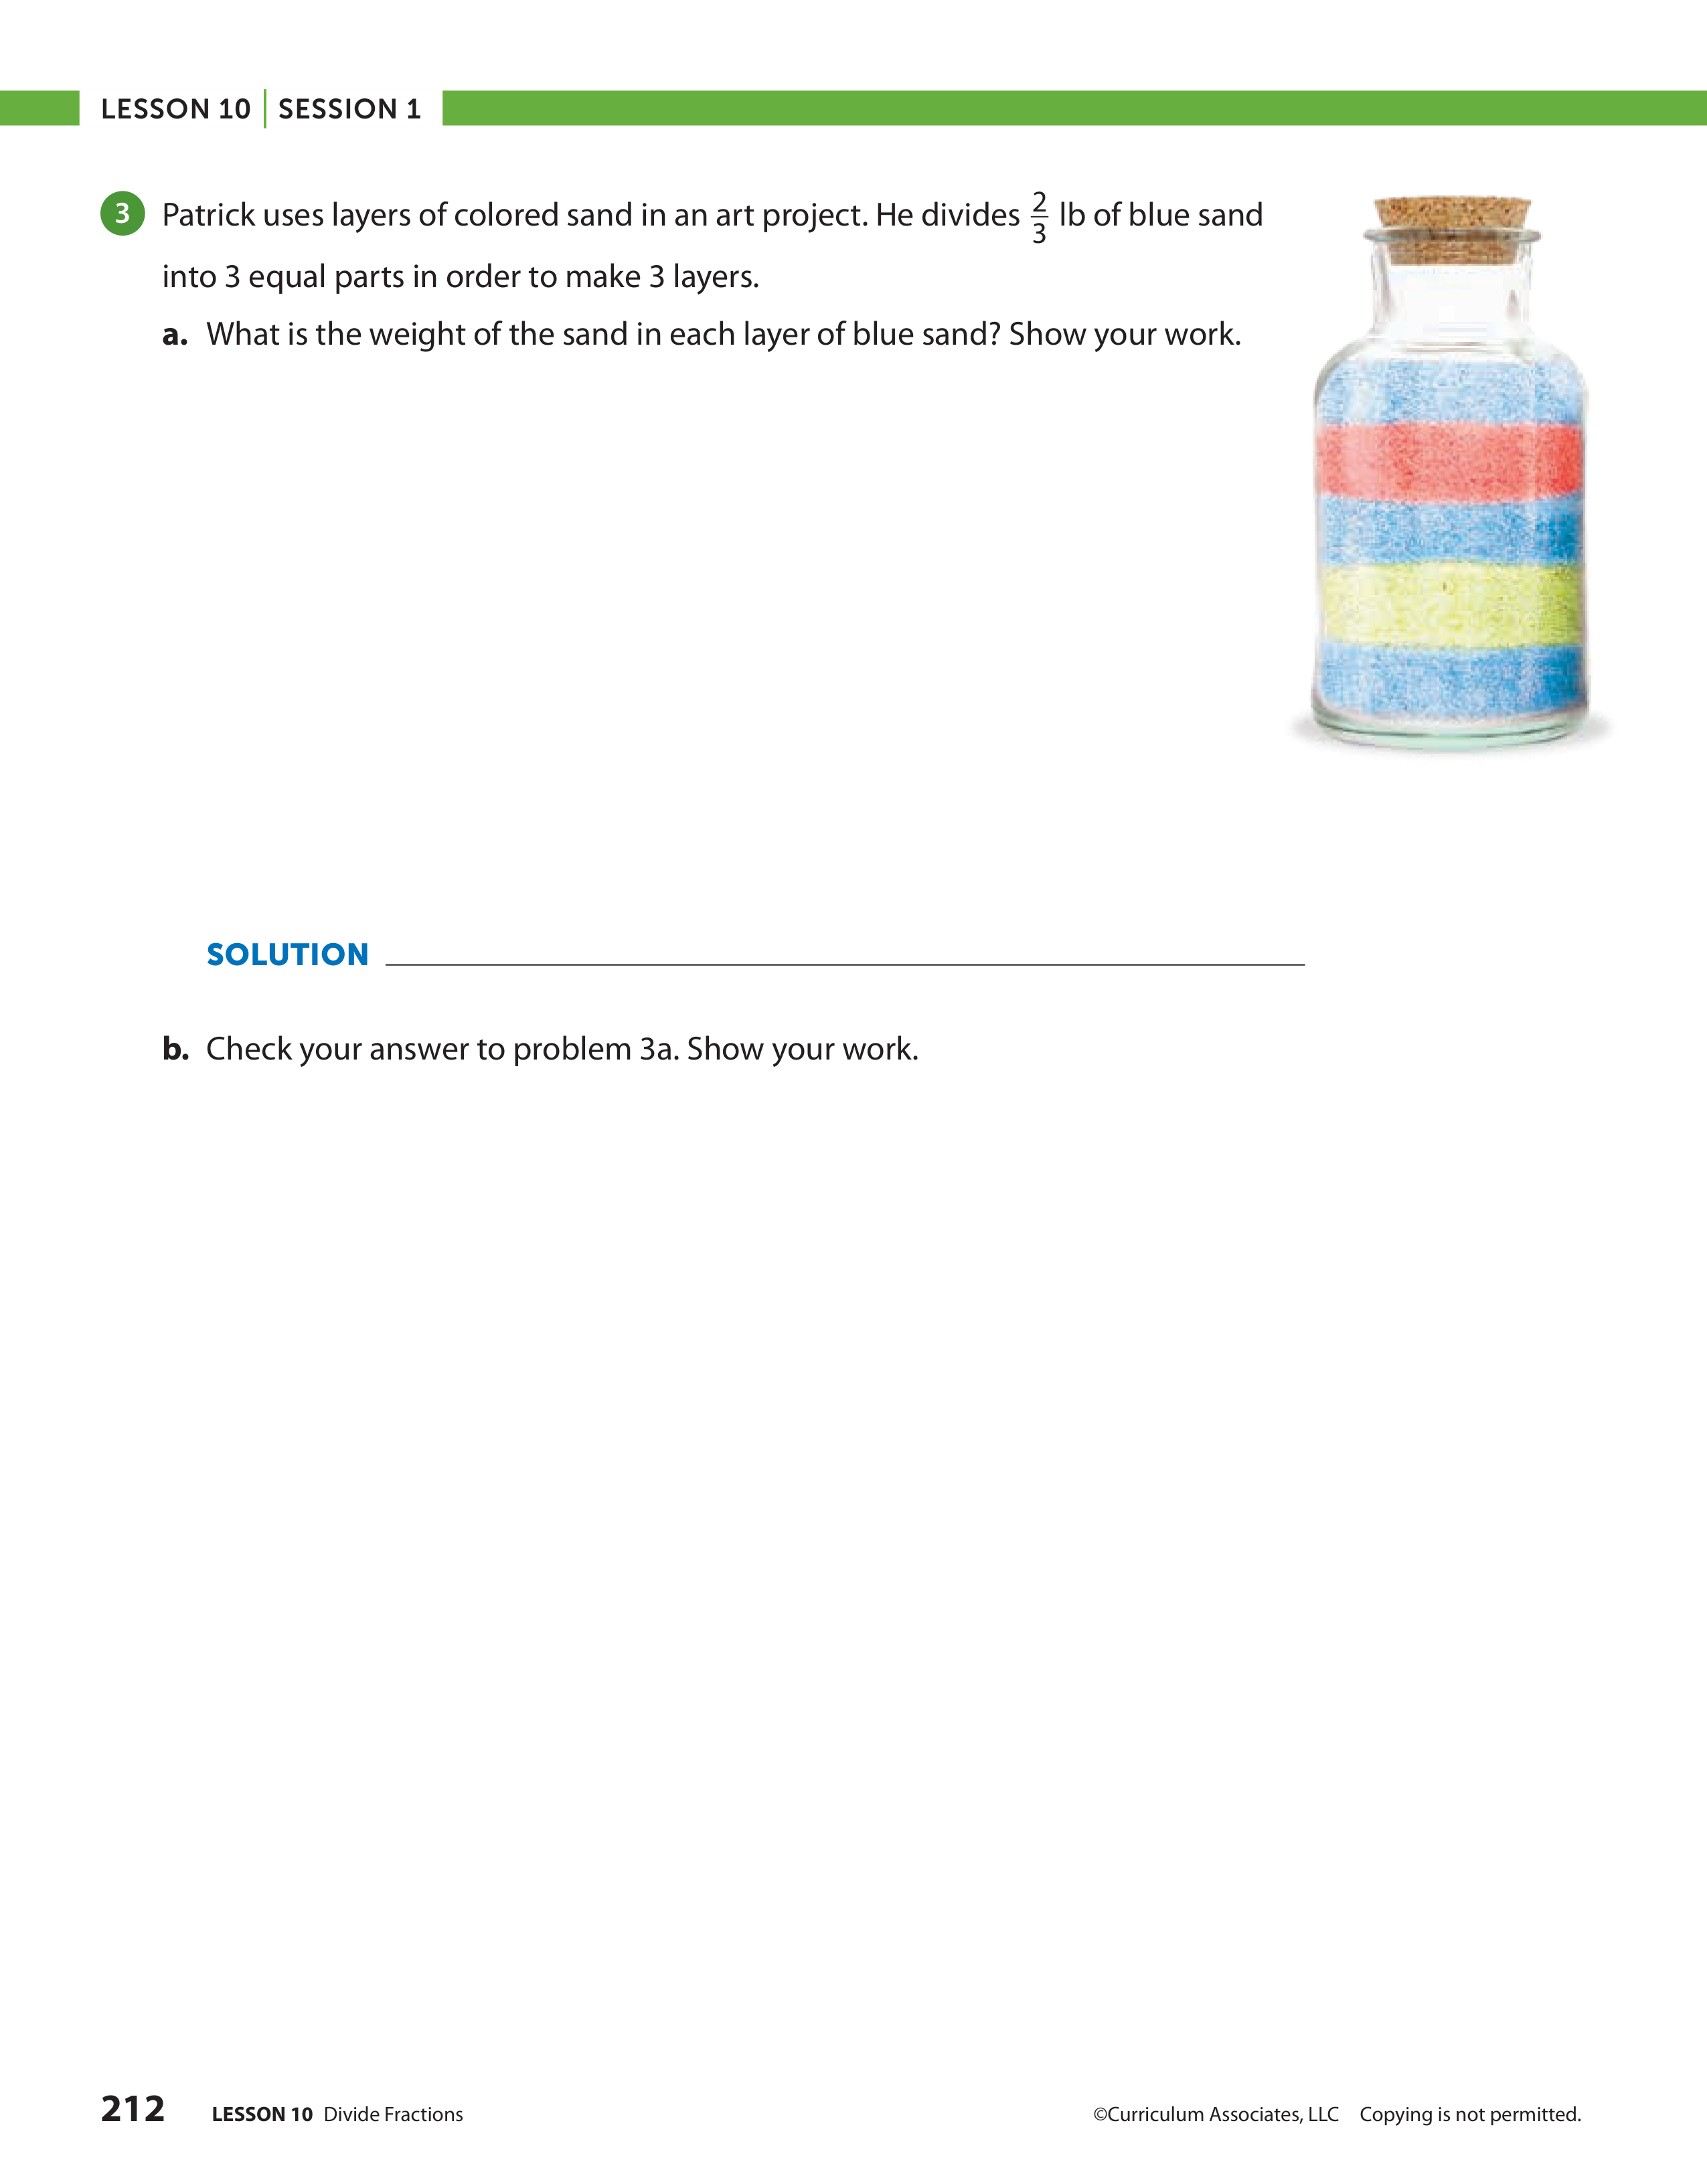 LESSON 10 | SESSION 1
3 Patrick uses layers of colored sand in an art project. He divides 2/3 lb of blue sand
into 3 equal parts in order to make 3 layers.
a. What is the weight of the sand in each layer of blue sand? Show your work.
SOLUTION
b. Check your answer to problem 3a. Show your work.
212 LESSON 10 Divide Fractions ©Curriculum Associates, LLC Copying is not permitted.